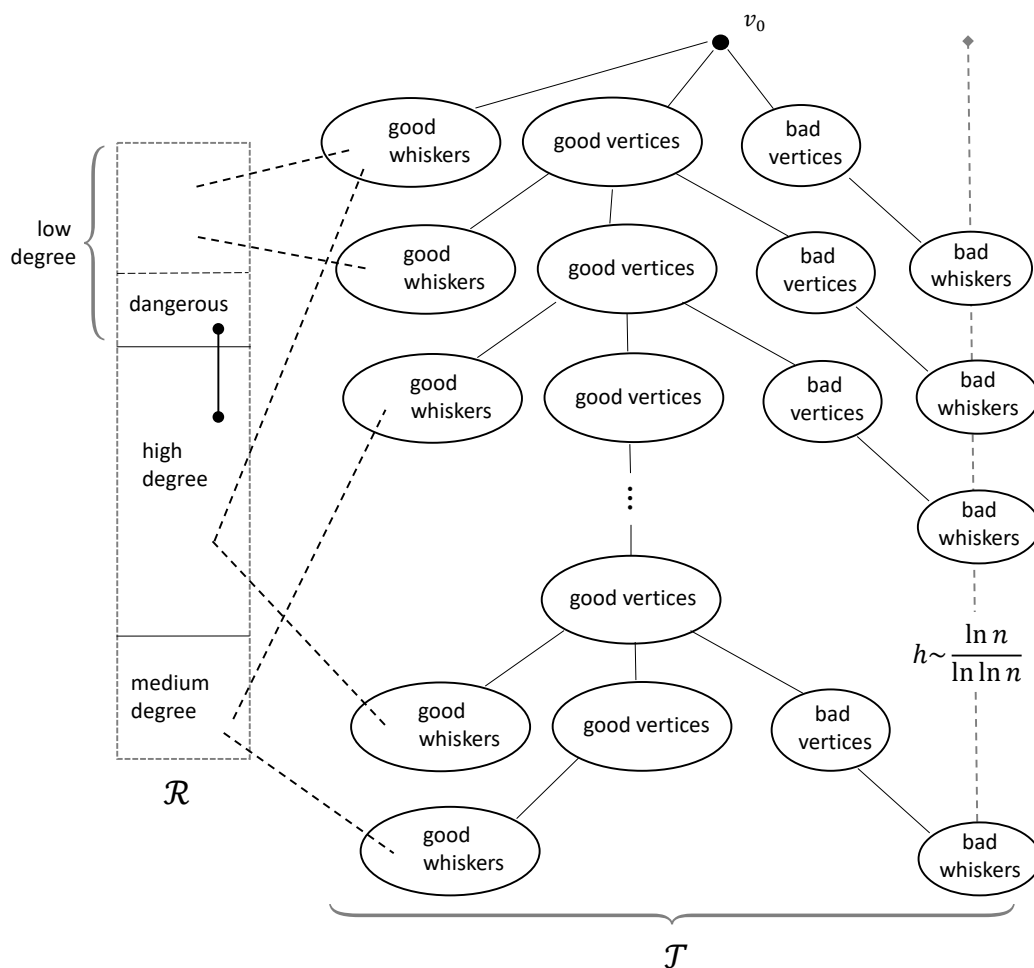 v₀
good
whiskers
good vertices
bad
vertices
low
degree
good
whiskers
good vertices
bad
vertices
bad
whiskers
dangerous
good
whiskers
good vertices
bad
vertices
bad
whiskers
high
degree
⋮
bad
whiskers
good vertices
h~ ln n / ln ln n
medium
degree
good
whiskers
good vertices
bad
vertices
ℛ
good
whiskers
bad
whiskers
𝒯